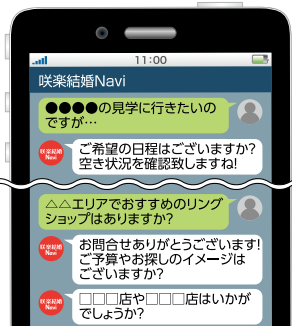 11:00
咲楽結婚Navi
●●●●の見学に行きたいの
ですが…
咲楽結婚
Navi
ご希望の日程はございますか?
空き状況を確認致しますね!
△△エリアでおすすめのリング
ショップはありますか?
咲楽結婚
Navi
お問合せありがとうございます!
ご予算やお探しのイメージは
ございますか?
咲楽結婚
Navi
□□□店や□□□店はいかが
でしょうか?